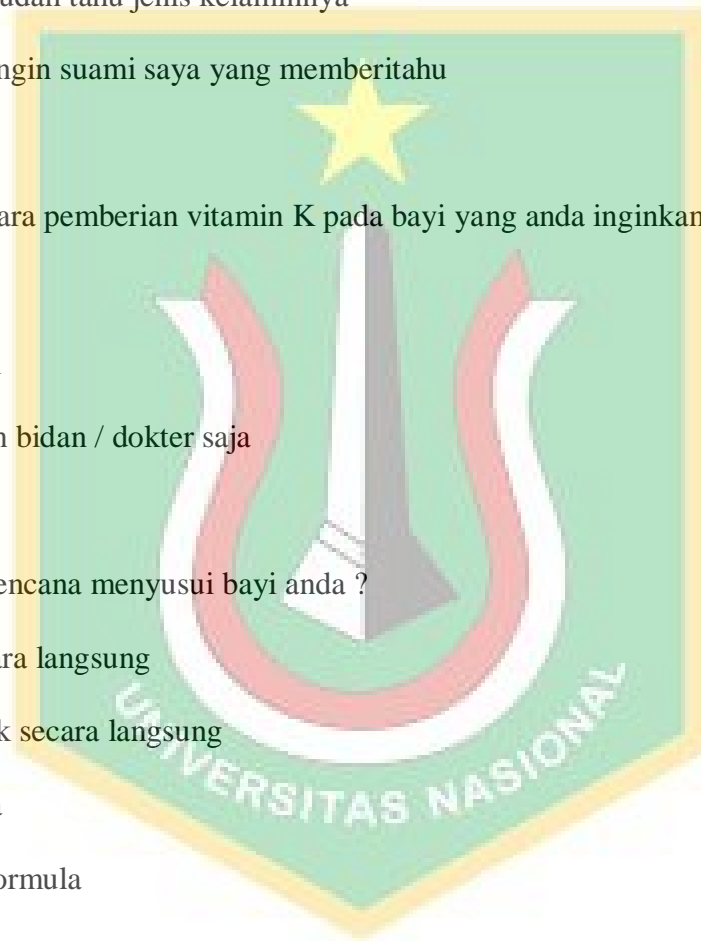 tahu jenis kelaminnya
ngin suami saya yang memberitahu
ara pemberian vitamin K pada bayi yang anda inginkan
n bidan / dokter saja
encana menyusui bayi anda ?
ara langsung
k secara langsung
ormula
UNIVERSITAS NASIONAL